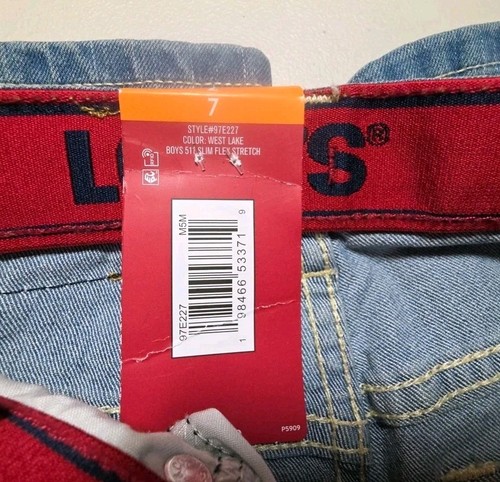 7
STYLE#97E227
COLOR: WEST LAKE
BOYS 511 SLIM FLEX STRETCH
®
M5M
97E227
1 98466 53371 9
P5909